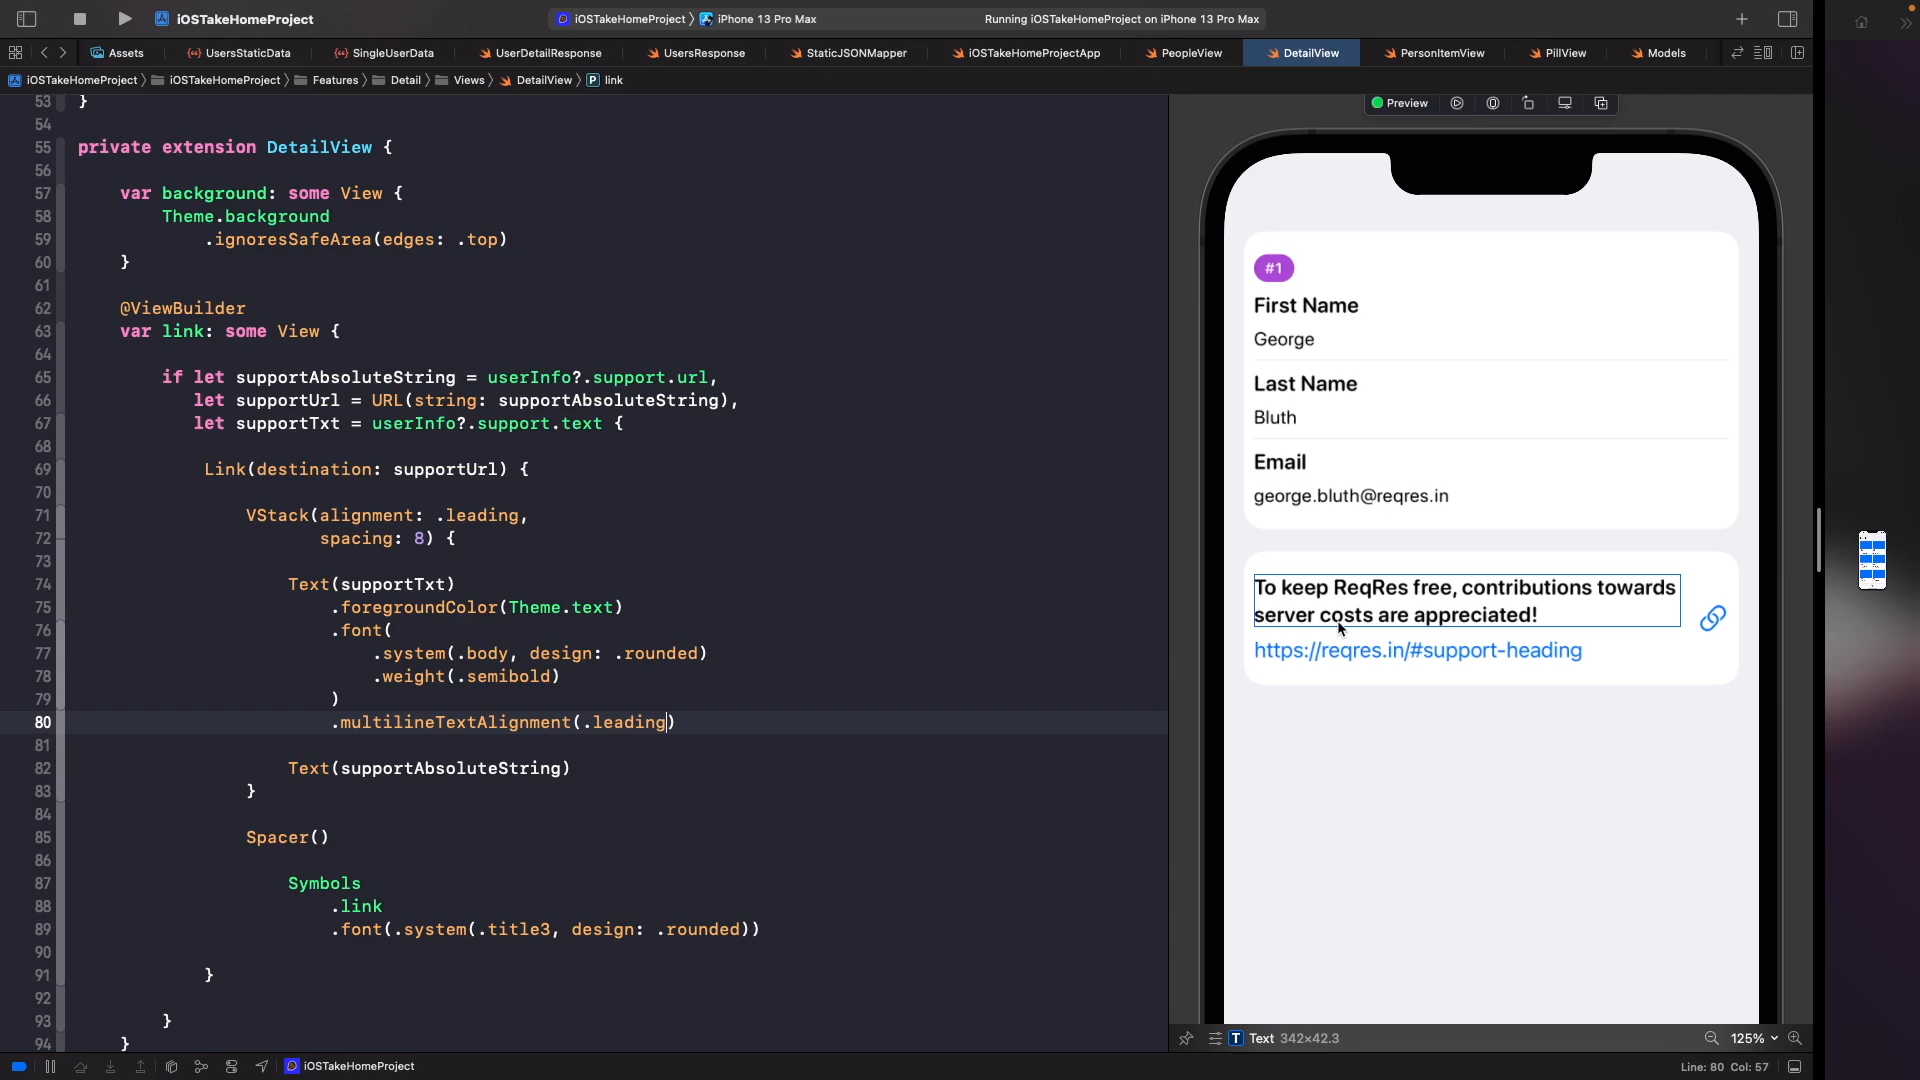 iOSTakeHomeProject
iOSTakeHomeProject
iPhone 13 Pro Max
Running iOSTakeHomeProject on iPhone 13 Pro Max
Assets
UsersStaticData
SingleUserData
UserDetailResponse
UsersResponse
StaticJSONMapper
iOSTakeHomeProjectApp
PeopleView
DetailView
PersonItemView
PillView
Models
iOSTakeHomeProject
iOSTakeHomeProject
Features
Detail
Views
DetailView
P link
53 }
54
55 private extension DetailView {
56
57 var background: some View {
58 Theme.background
59 .ignoresSafeArea(edges: .top)
60 }
61
62 @ViewBuilder
63 var link: some View {
64
65 if let supportAbsoluteString = userInfo?.support.url,
66 let supportUrl = URL(string: supportAbsoluteString),
67 let supportTxt = userInfo?.support.text {
68
69 Link(destination: supportUrl) {
70
71 VStack(alignment: .leading,
72 spacing: 8) {
73
74 Text(supportTxt)
75 .foregroundColor(Theme.text)
76 .font(
77 .system(.body, design: .rounded)
78 .weight(.semibold)
79 )
80 .multilineTextAlignment(.leading)
81
82 Text(supportAbsoluteString)
83 }
84
85 Spacer()
86
87 Symbols
88 .link
89 .font(.system(.title3, design: .rounded))
90
91 }
92
93 }
94 }
Preview
#1
First Name
George
Last Name
Bluth
Email
george.bluth@reqres.in
To keep ReqRes free, contributions towards
server costs are appreciated!
https://reqres.in/#support-heading
T Text 342×42.3
125%
iOSTakeHomeProject
Line: 80 Col: 57